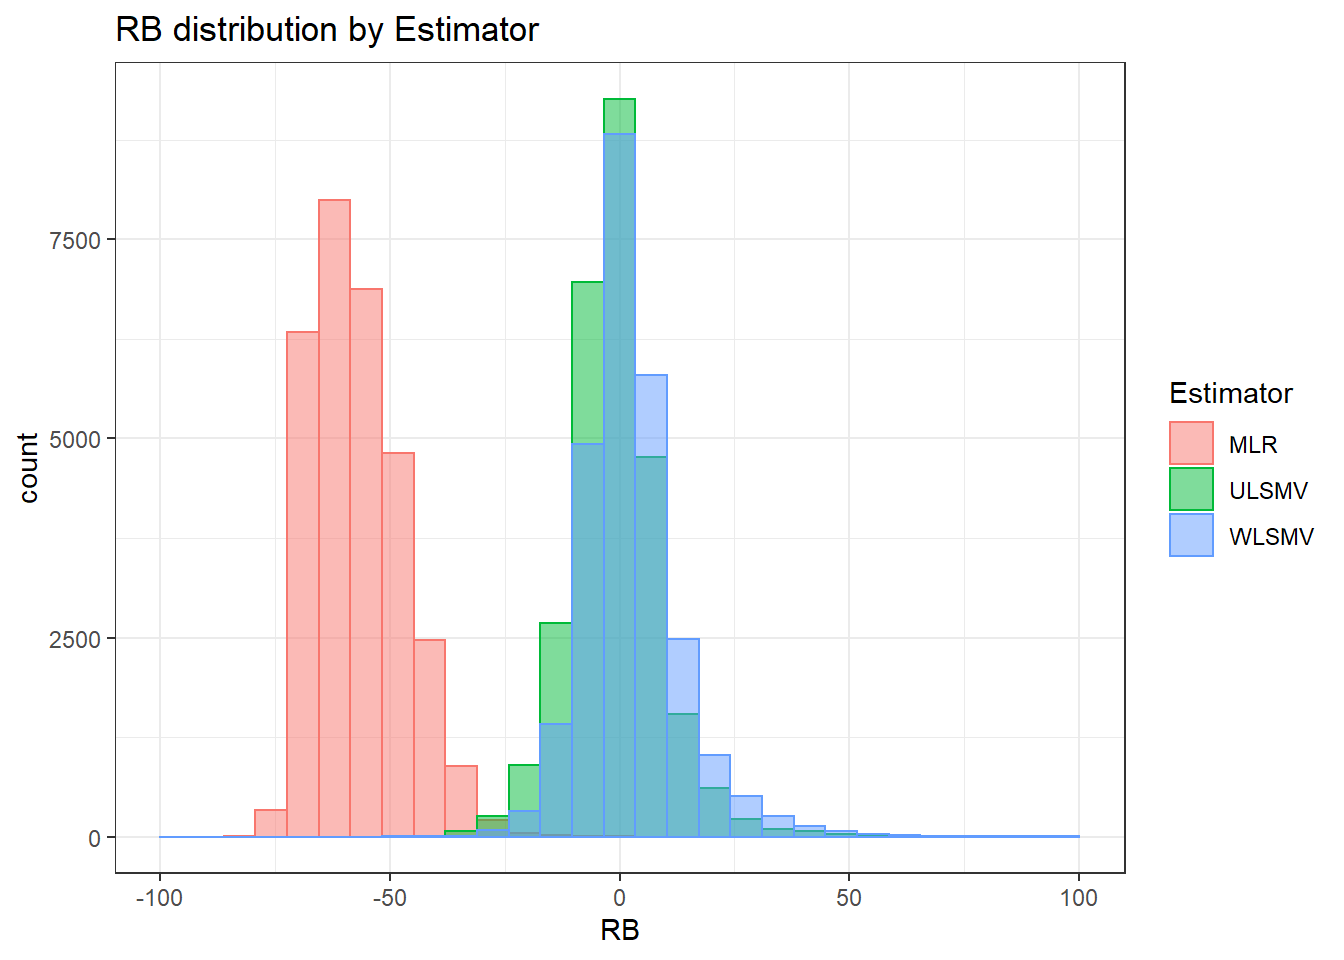 RB distribution by Estimator
7500
5000
2500
0
count
-100
-50
0
50
100
RB
Estimator
MLR
ULSMV
WLSMV